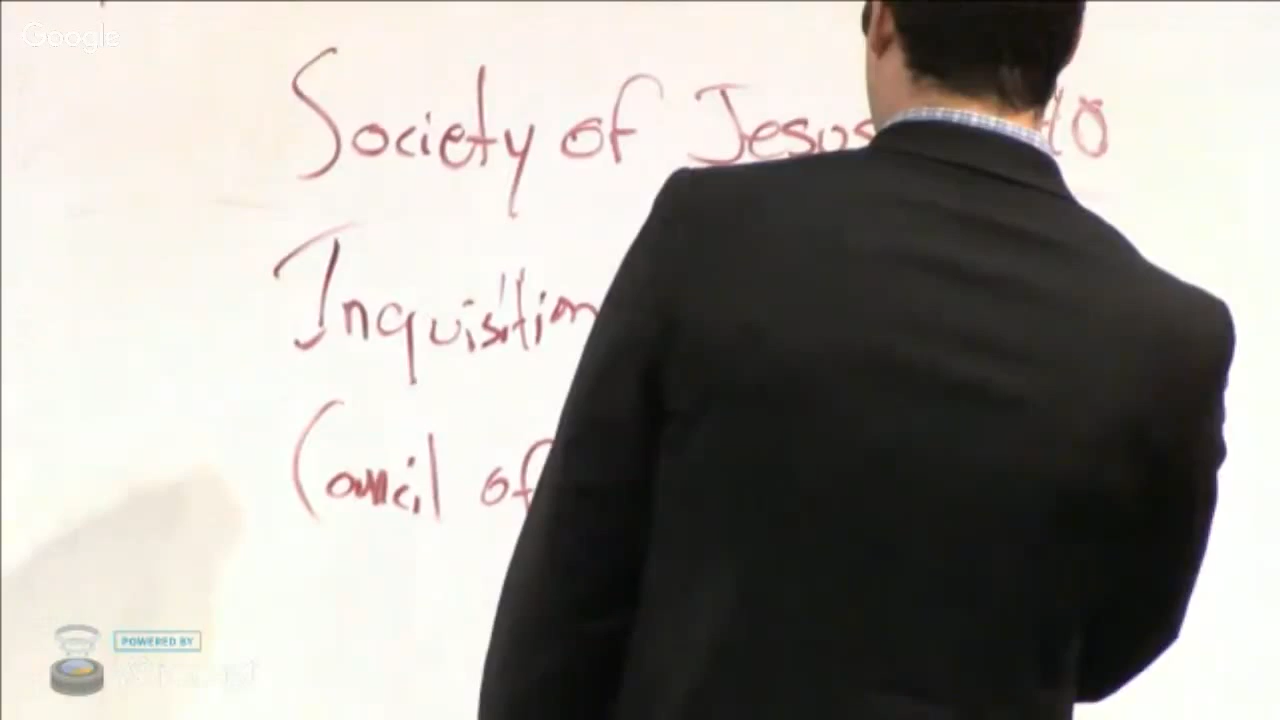 Google
Society of Jesus
Inquisition
Council of
POWERED BY